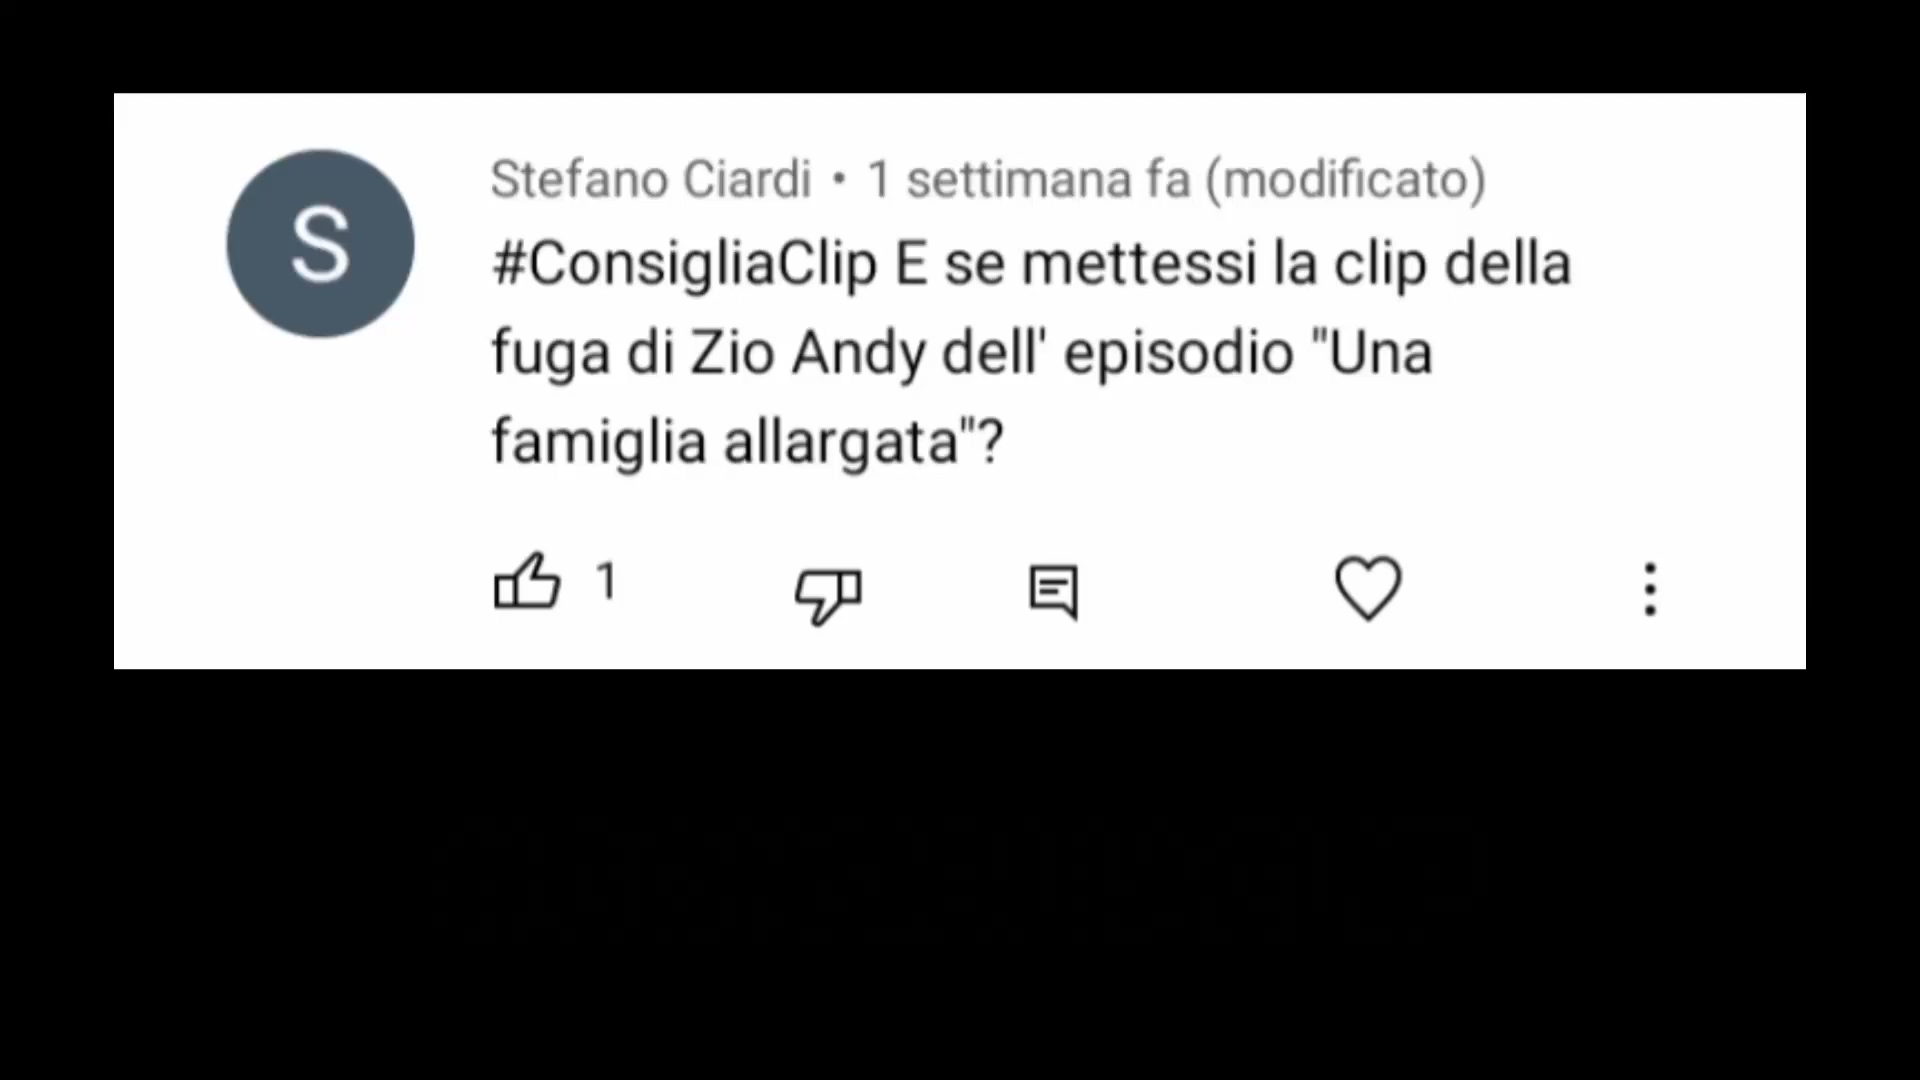 S
Stefano Ciardi • 1 settimana fa (modificato)
#ConsigliaClip E se mettessi la clip della
fuga di Zio Andy dell' episodio "Una
famiglia allargata"?
1